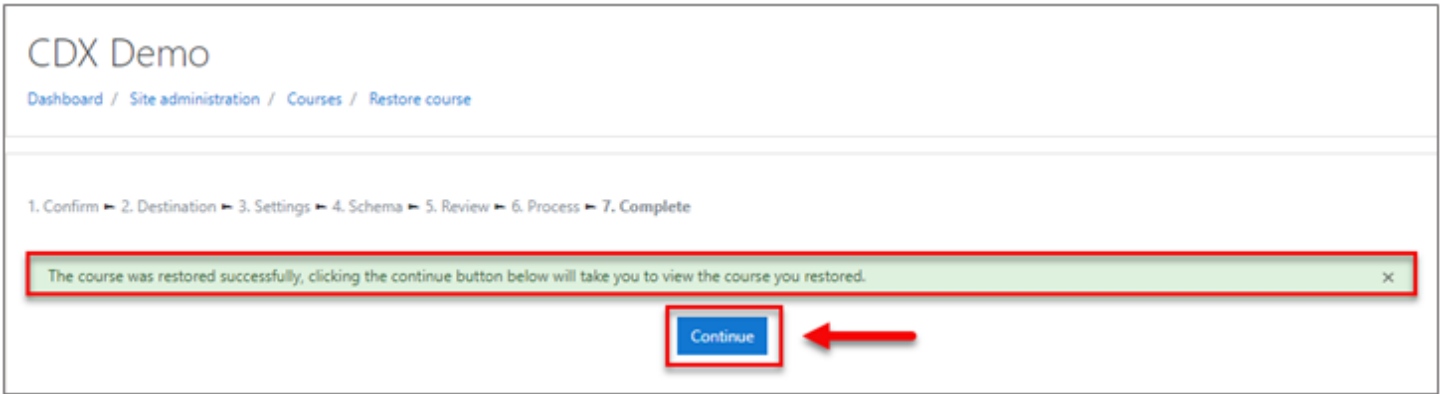 CDX Demo
Dashboard / Site administration / Courses / Restore course
1. Confirm ► 2. Destination ► 3. Settings ► 4. Schema ► 5. Review ► 6. Process ► 7. Complete
The course was restored successfully, clicking the continue button below will take you to view the course you restored. ×
Continue